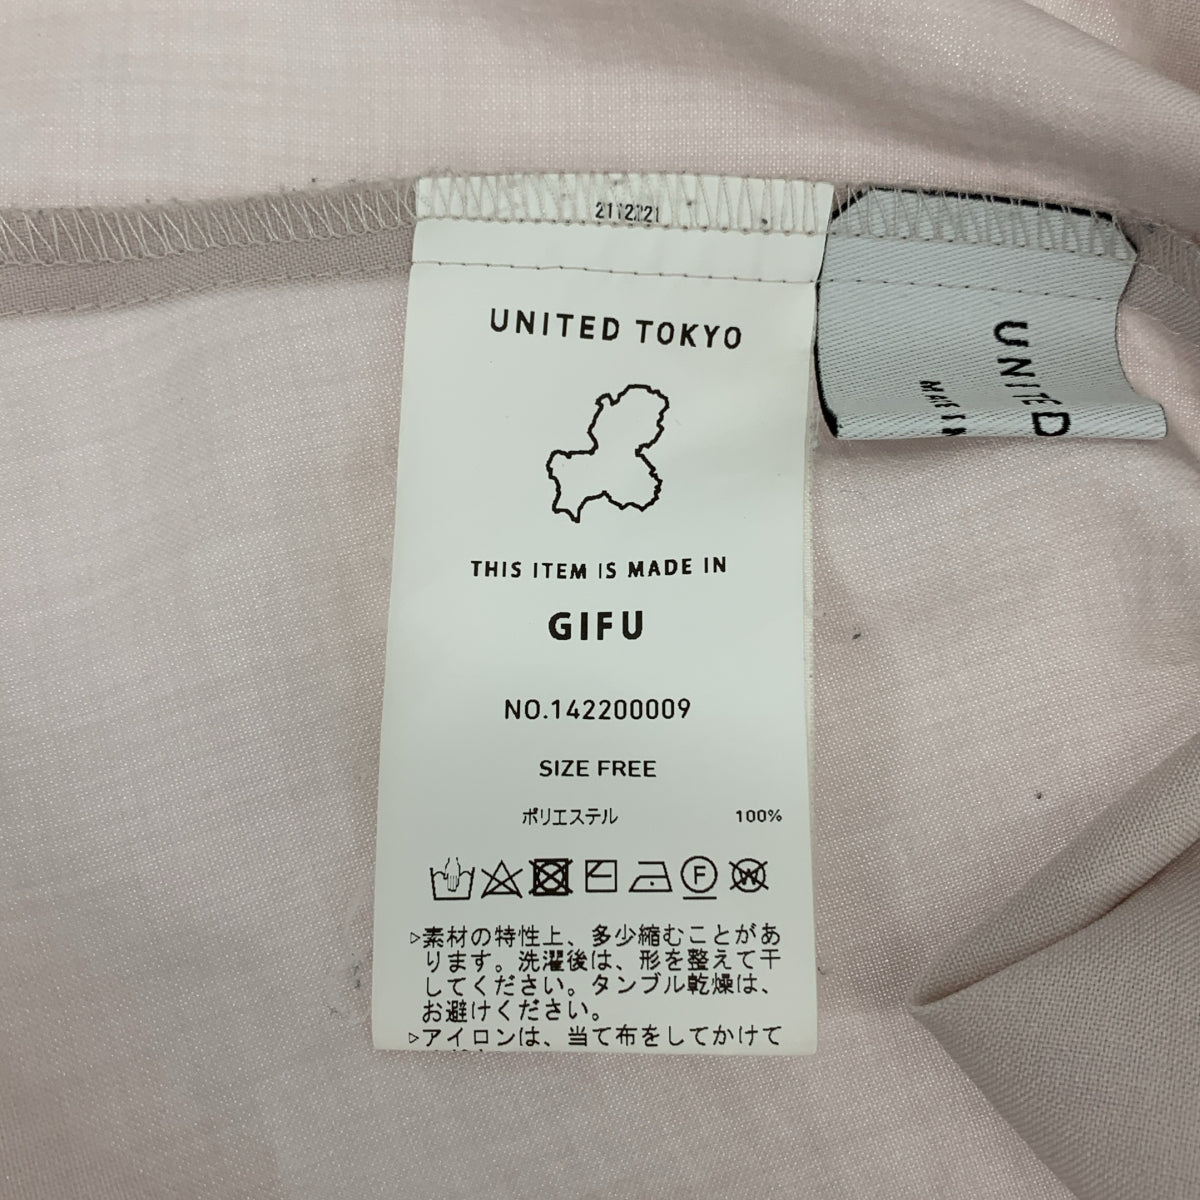 2112221
UNITED TOKYO
THIS ITEM IS MADE IN
GIFU
NO.142200009
SIZE FREE
ポリエステル 100%
F
W
▷素材の特性上、多少縮むことがあ
ります。洗濯後は、形を整えて干
してください。タンブル乾燥は、
お避けください。
▷アイロンは、当て布をしてかけて
UNITED
MADE IN